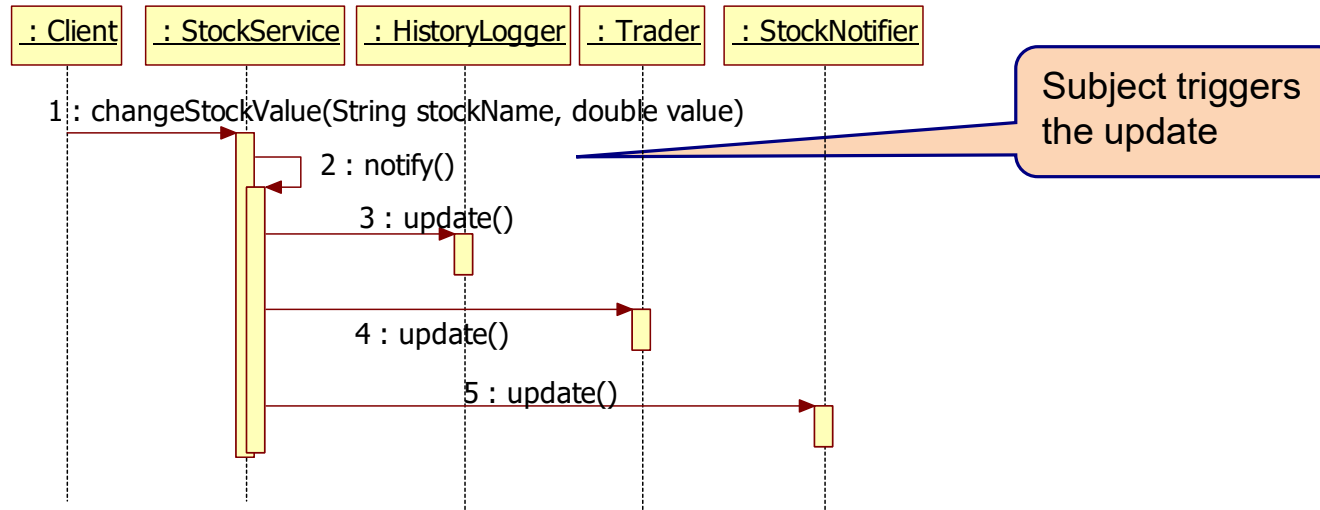 : Client
: StockService
: HistoryLogger
: Trader
: StockNotifier
Subject triggers
the update
1 : changeStockValue(String stockName, double value)
2 : notify()
3 : update()
4 : update()
5 : update()